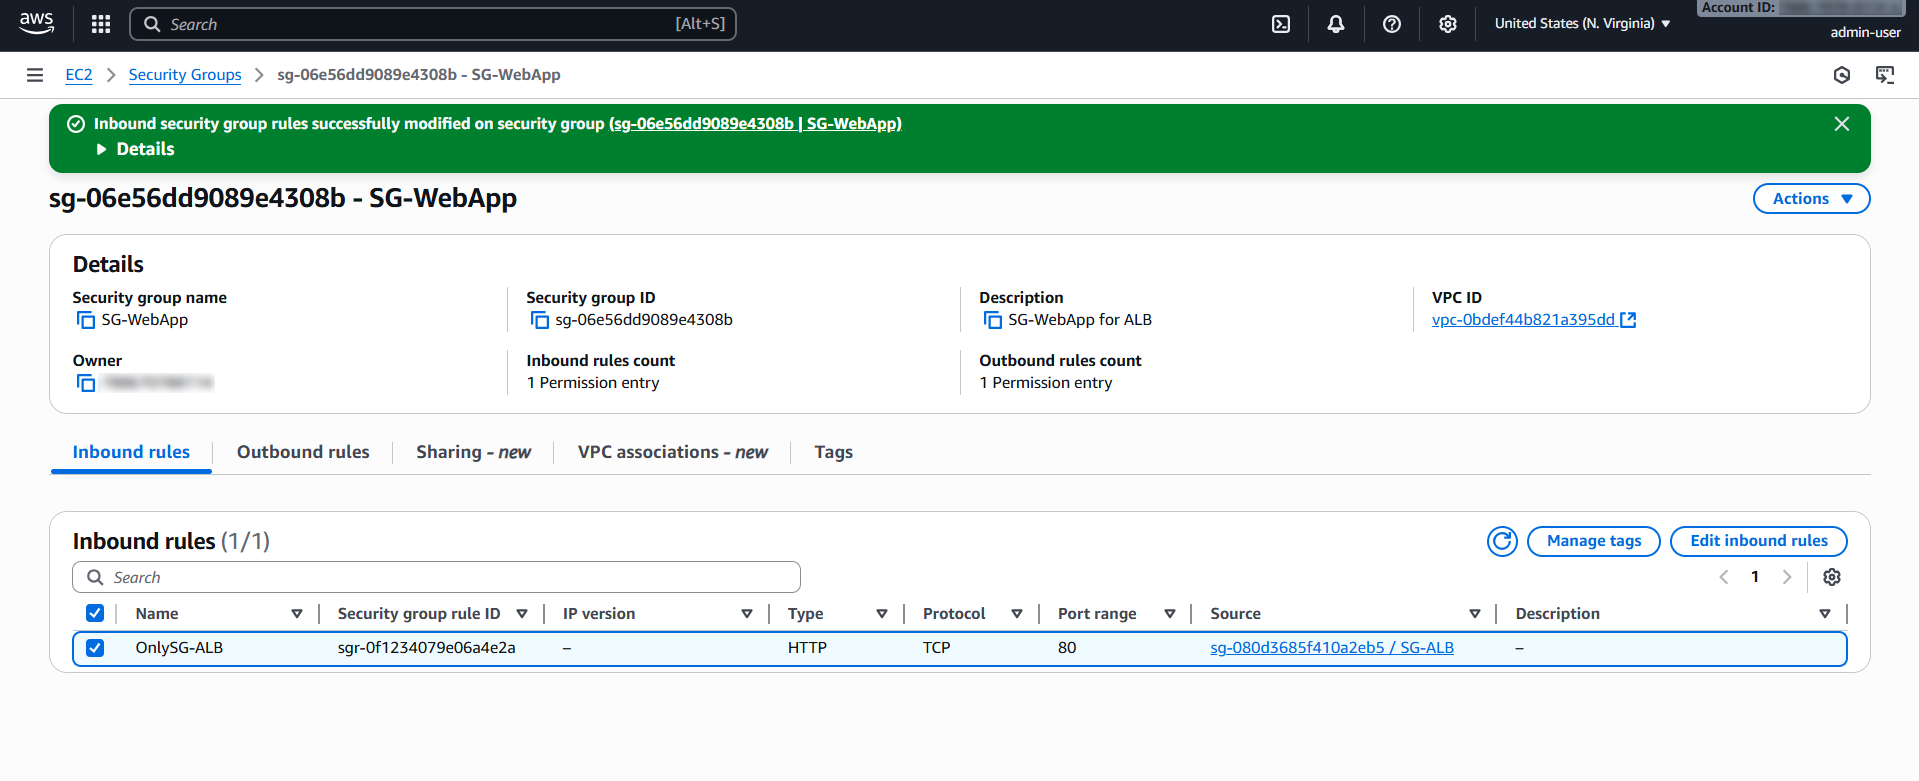 aws Search [Alt+S] United States (N. Virginia) Account ID:
admin-user
EC2 Security Groups sg-06e56dd9089e4308b - SG-WebApp
Inbound security group rules successfully modified on security group (sg-06e56dd9089e4308b | SG-WebApp)
Details
sg-06e56dd9089e4308b - SG-WebApp Actions
Details
Security group name Security group ID Description VPC ID
SG-WebApp sg-06e56dd9089e4308b SG-WebApp for ALB vpc-0bdef44b821a395dd
Owner Inbound rules count Outbound rules count
1 Permission entry 1 Permission entry
Inbound rules Outbound rules Sharing - new VPC associations - new Tags
Inbound rules (1/1) Manage tags Edit inbound rules
Search 1
Name Security group rule ID IP version Type Protocol Port range Source Description
OnlySG-ALB sgr-0f1234079e06a4e2a – HTTP TCP 80 sg-080d3685f410a2eb5 / SG-ALB –